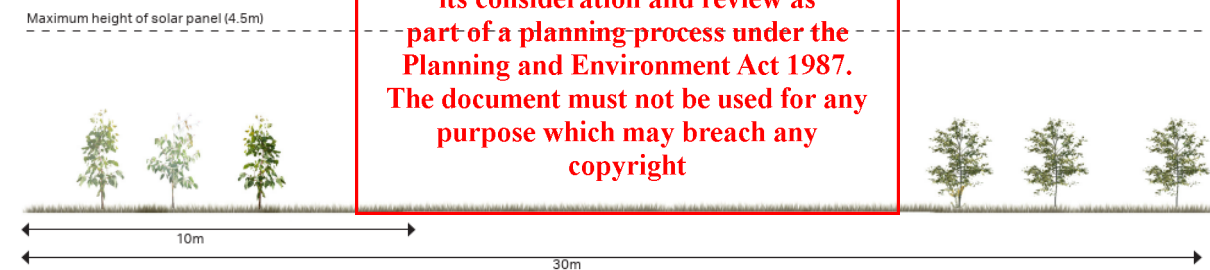 its consideration and review as
Maximum height of solar panel (4.5m)
part of a planning process under the
Planning and Environment Act 1987.
The document must not be used for any
purpose which may breach any
copyright
10m
30m